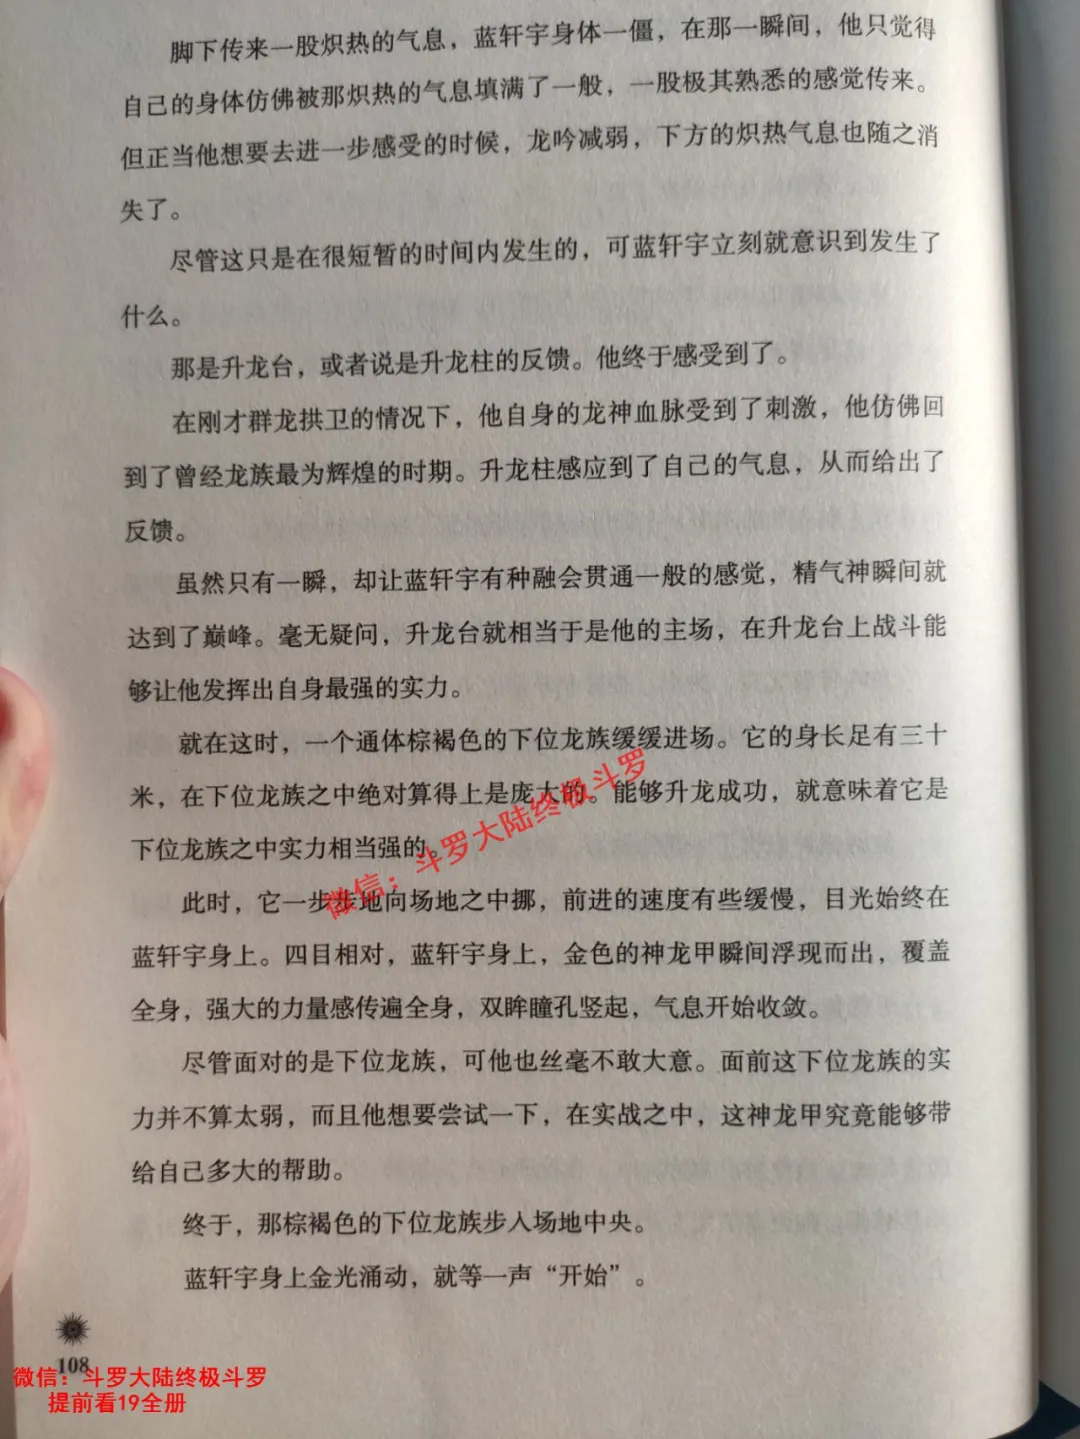 脚下传来一股炽热的气息，蓝轩宇身体一僵，在那一瞬间，他只觉得
自己的身体仿佛被那炽热的气息填满了一般，一股极其熟悉的感觉传来。
但正当他想要去进一步感受的时候，龙吟减弱，下方的炽热气息也随之消
失了。
尽管这只是在很短暂的时间内发生的，可蓝轩宇立刻就意识到发生了
什么。
那是升龙台，或者说是升龙柱的反馈。他终于感受到了。
在刚才群龙拱卫的情况下，他自身的龙神血脉受到了刺激，他仿佛回
到了曾经龙族最为辉煌的时期。升龙柱感应到了自己的气息，从而给出了
反馈。
虽然只有一瞬，却让蓝轩宇有种融会贯通一般的感觉，精气神瞬间就
达到了巅峰。毫无疑问，升龙台就相当于是他的主场，在升龙台上战斗能
够让他发挥出自身最强的实力。
就在这时，一个通体棕褐色的下位龙族缓缓进场。它的身长足有三十
米，在下位龙族之中绝对算得上是庞大的。能够升龙成功，就意味着它是
下位龙族之中实力相当强的。
微信：斗罗大陆终极斗罗
此时，它一步步地向场地之中挪，前进的速度有些缓慢，目光始终在
蓝轩宇身上。四目相对，蓝轩宇身上，金色的神龙甲瞬间浮现而出，覆盖
全身，强大的力量感传遍全身，双眸瞳孔竖起，气息开始收敛。
尽管面对的是下位龙族，可他也丝毫不敢大意。面前这下位龙族的实
力并不算太弱，而且他想要尝试一下，在实战之中，这神龙甲究竟能够带
给自己多大的帮助。
终于，那棕褐色的下位龙族步入场地中央。
蓝轩宇身上金光涌动，就等一声“开始”。
108
微信：斗罗大陆终极斗罗
提前看19全册